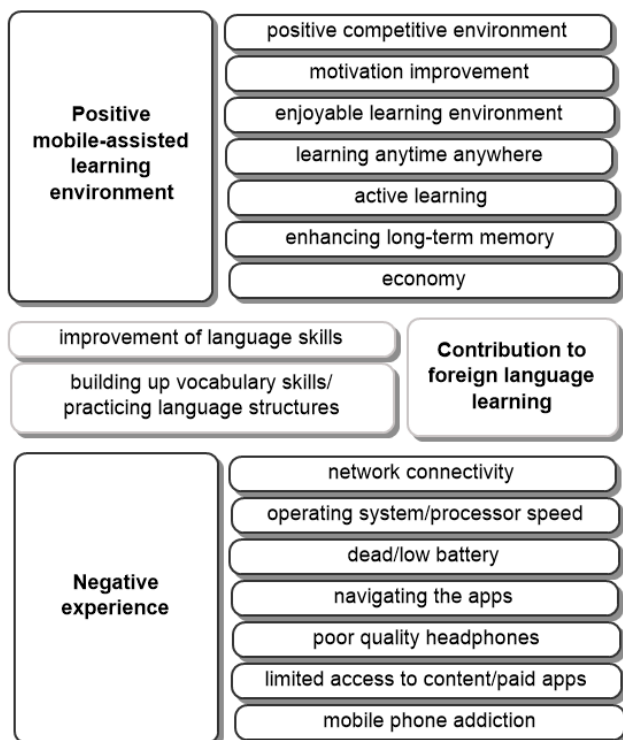 Positive
mobile-assisted
learning
environment
positive competitive environment
motivation improvement
enjoyable learning environment
learning anytime anywhere
active learning
enhancing long-term memory
economy
improvement of language skills
building up vocabulary skills/
practicing language structures
Contribution to
foreign language
learning
Negative
experience
network connectivity
operating system/processor speed
dead/low battery
navigating the apps
poor quality headphones
limited access to content/paid apps
mobile phone addiction